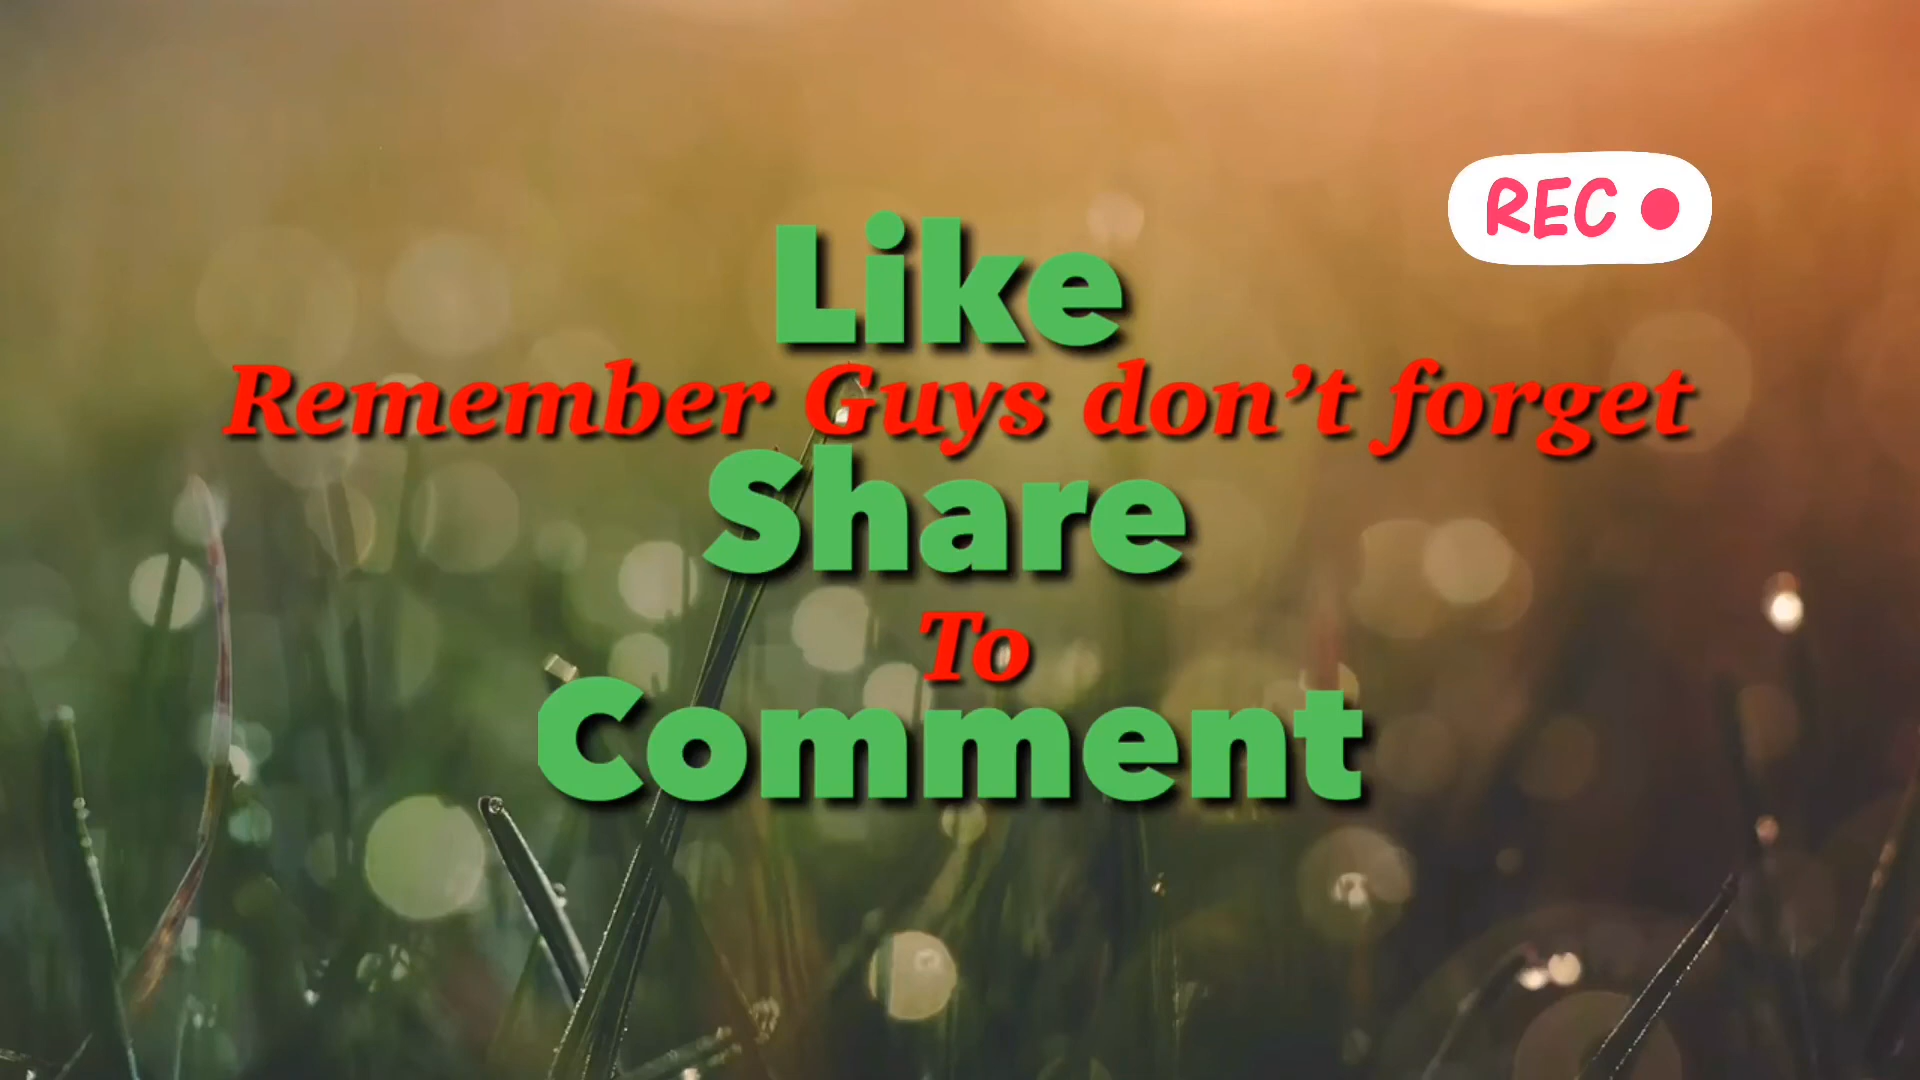 REC
Like
Remember Guys don’t forget
Share
To
Comment